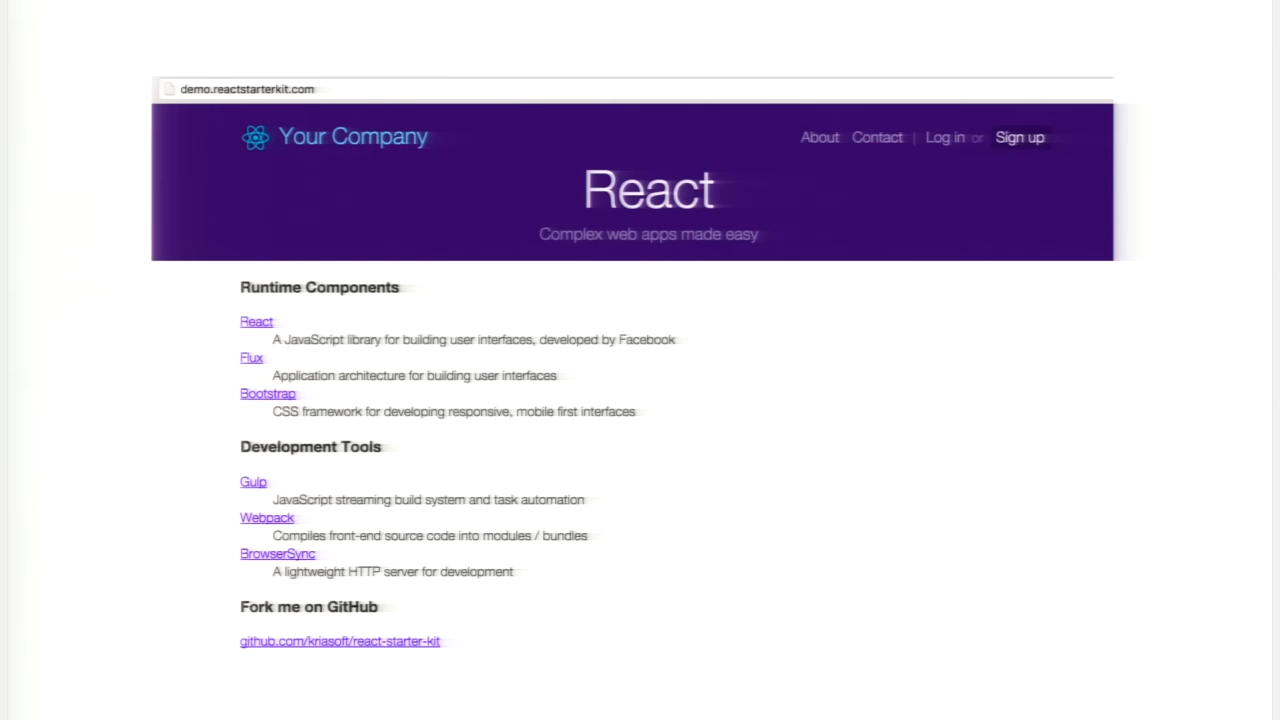 demo.reactstarterkit.com
Your Company
About Contact | Log in or Sign up
React
Complex web apps made easy
Runtime Components
React
A JavaScript library for building user interfaces, developed by Facebook
Flux
Application architecture for building user interfaces
Bootstrap
CSS framework for developing responsive, mobile first interfaces
Development Tools
Gulp
JavaScript streaming build system and task automation
Webpack
Compiles front-end source code into modules / bundles
BrowserSync
A lightweight HTTP server for development
Fork me on GitHub
github.com/kriasoft/react-starter-kit